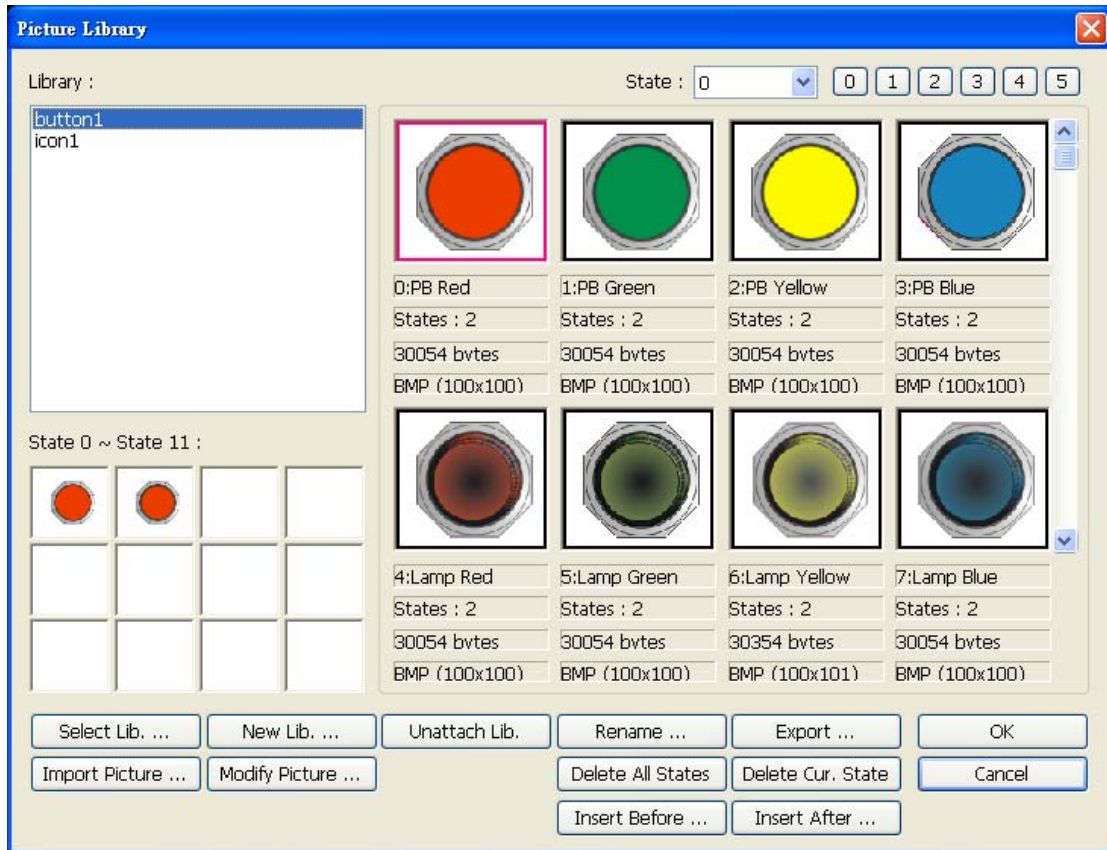 Picture Library
Library :
State : 0 0 1 2 3 4 5
button1
icon1
0:PB Red 1:PB Green 2:PB Yellow 3:PB Blue
States : 2 States : 2 States : 2 States : 2
30054 bytes 30054 bytes 30054 bytes 30054 bytes
BMP (100x100) BMP (100x100) BMP (100x100) BMP (100x100)
State 0 ~ State 11 :
4:Lamp Red 5:Lamp Green 6:Lamp Yellow 7:Lamp Blue
States : 2 States : 2 States : 2 States : 2
30054 bytes 30054 bytes 30354 bytes 30054 bytes
BMP (100x100) BMP (100x100) BMP (100x101) BMP (100x100)
Select Lib. ... New Lib. ... Unattach Lib. Rename ... Export ... OK
Import Picture ... Modify Picture ... Delete All States Delete Cur. State Cancel
Insert Before ... Insert After ...